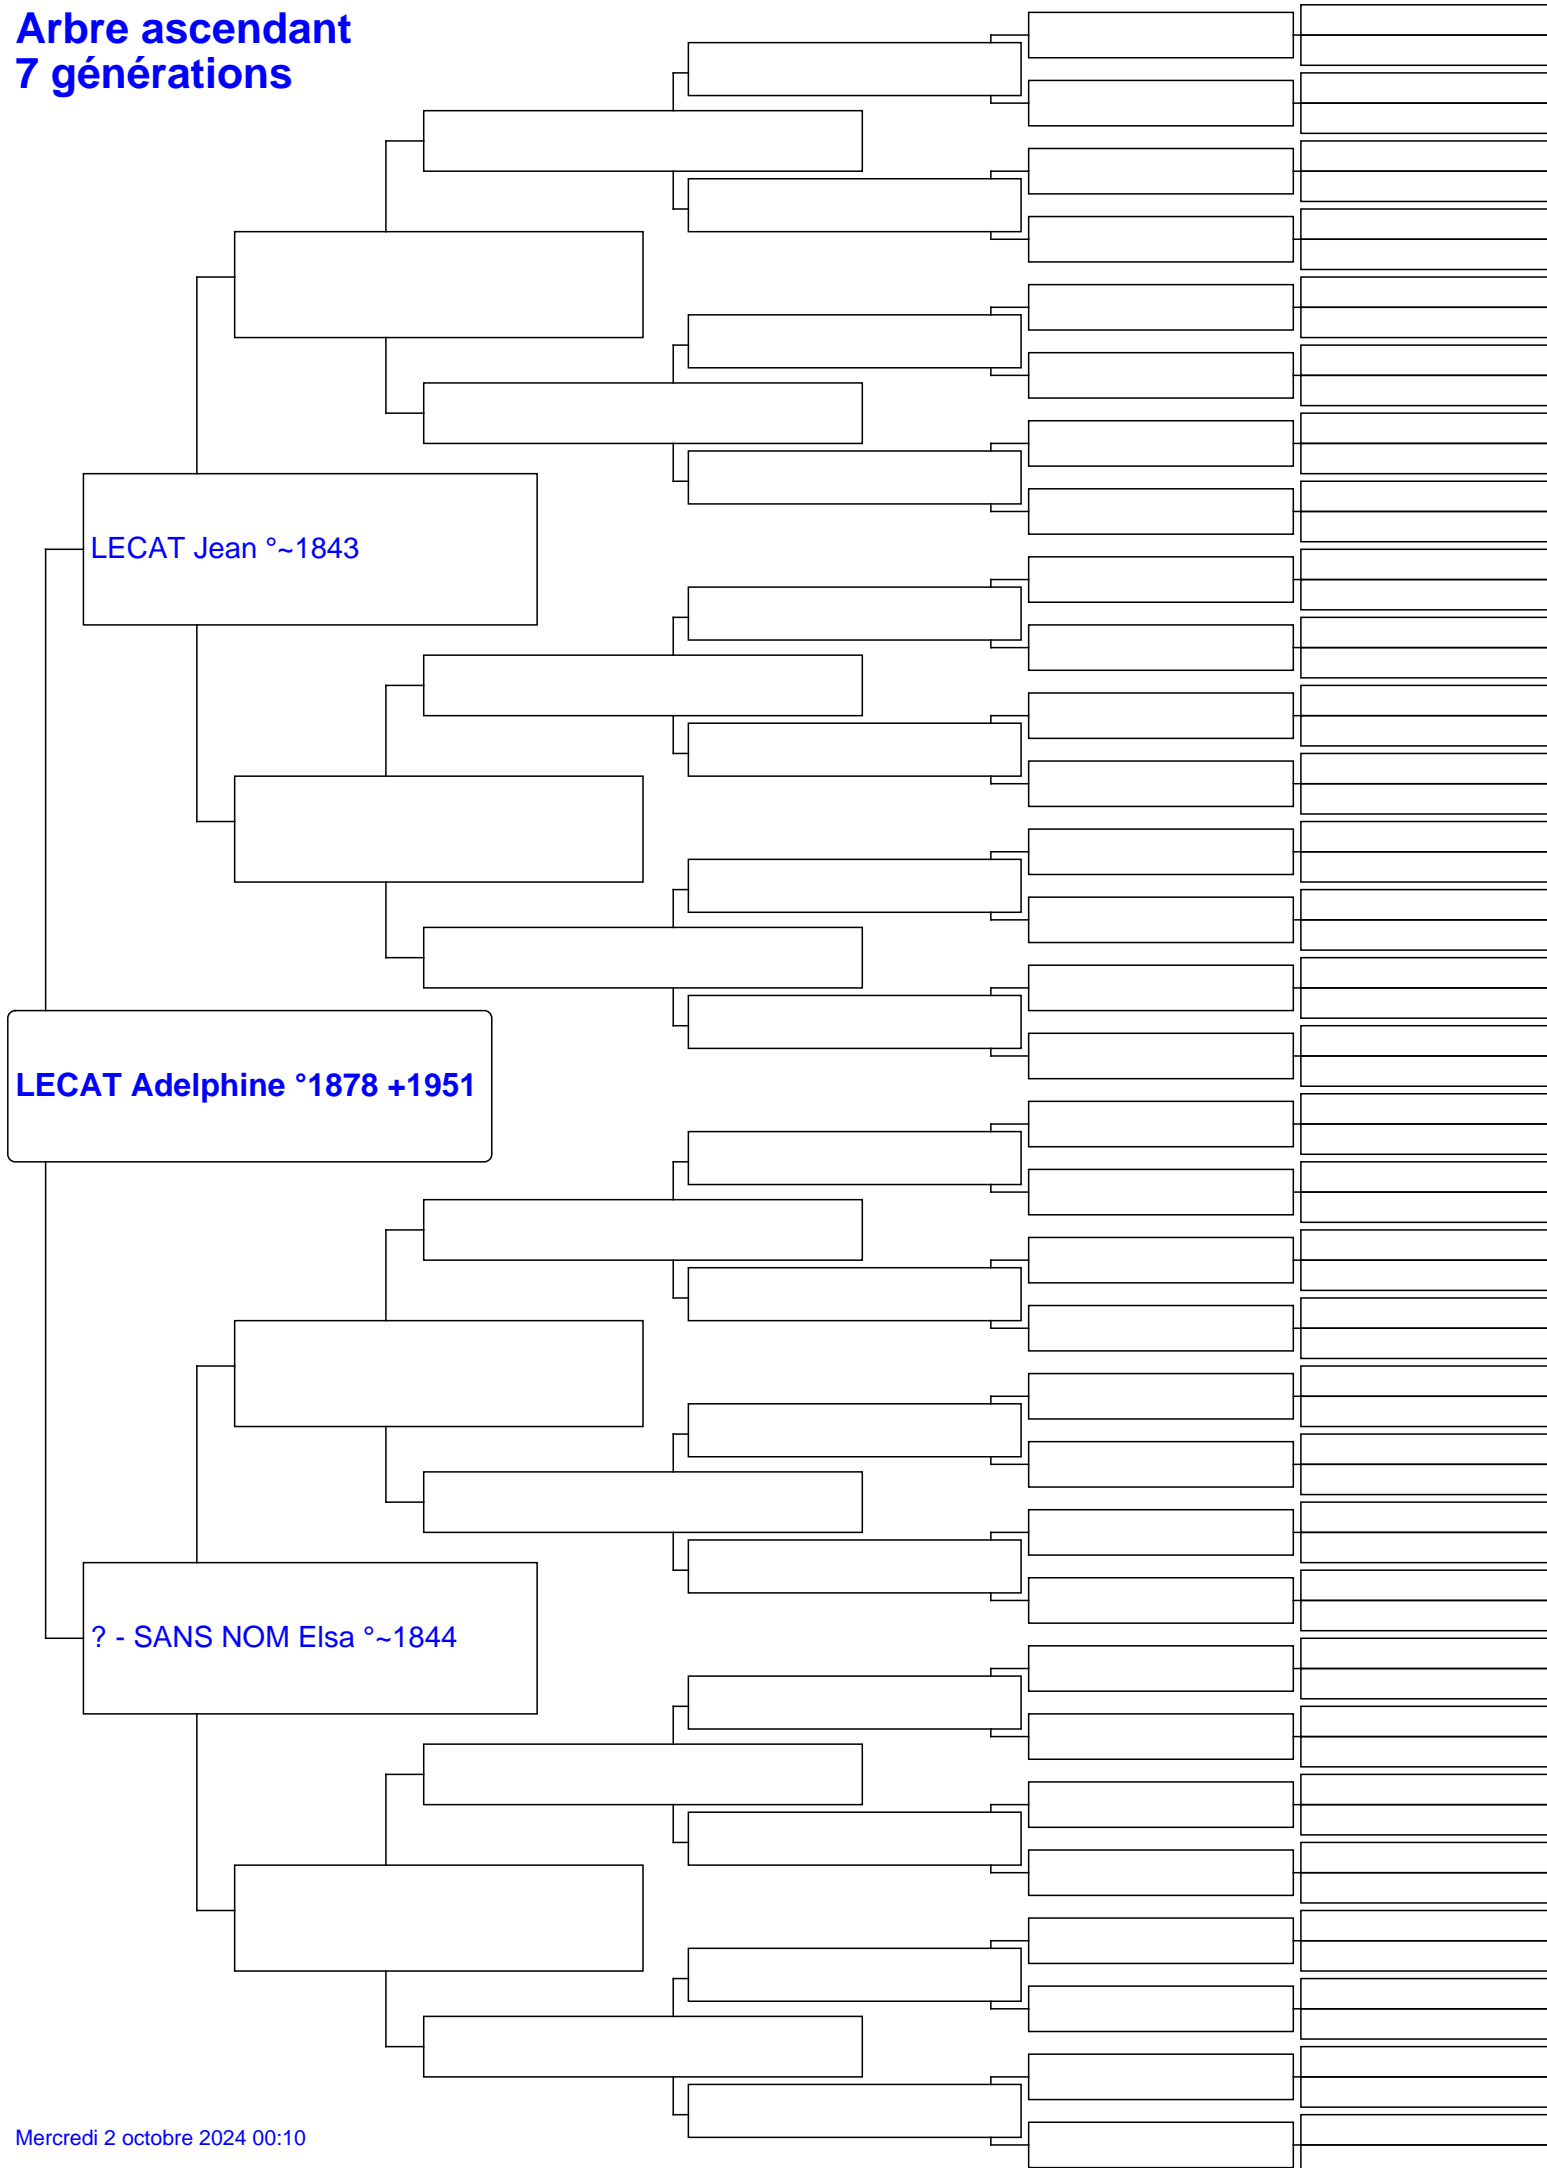 Arbre ascendant
7 générations
LECAT Jean °~1843
LECAT Adelphine °1878 +1951
? - SANS NOM Elsa °~1844
Mercredi 2 octobre 2024 00:10